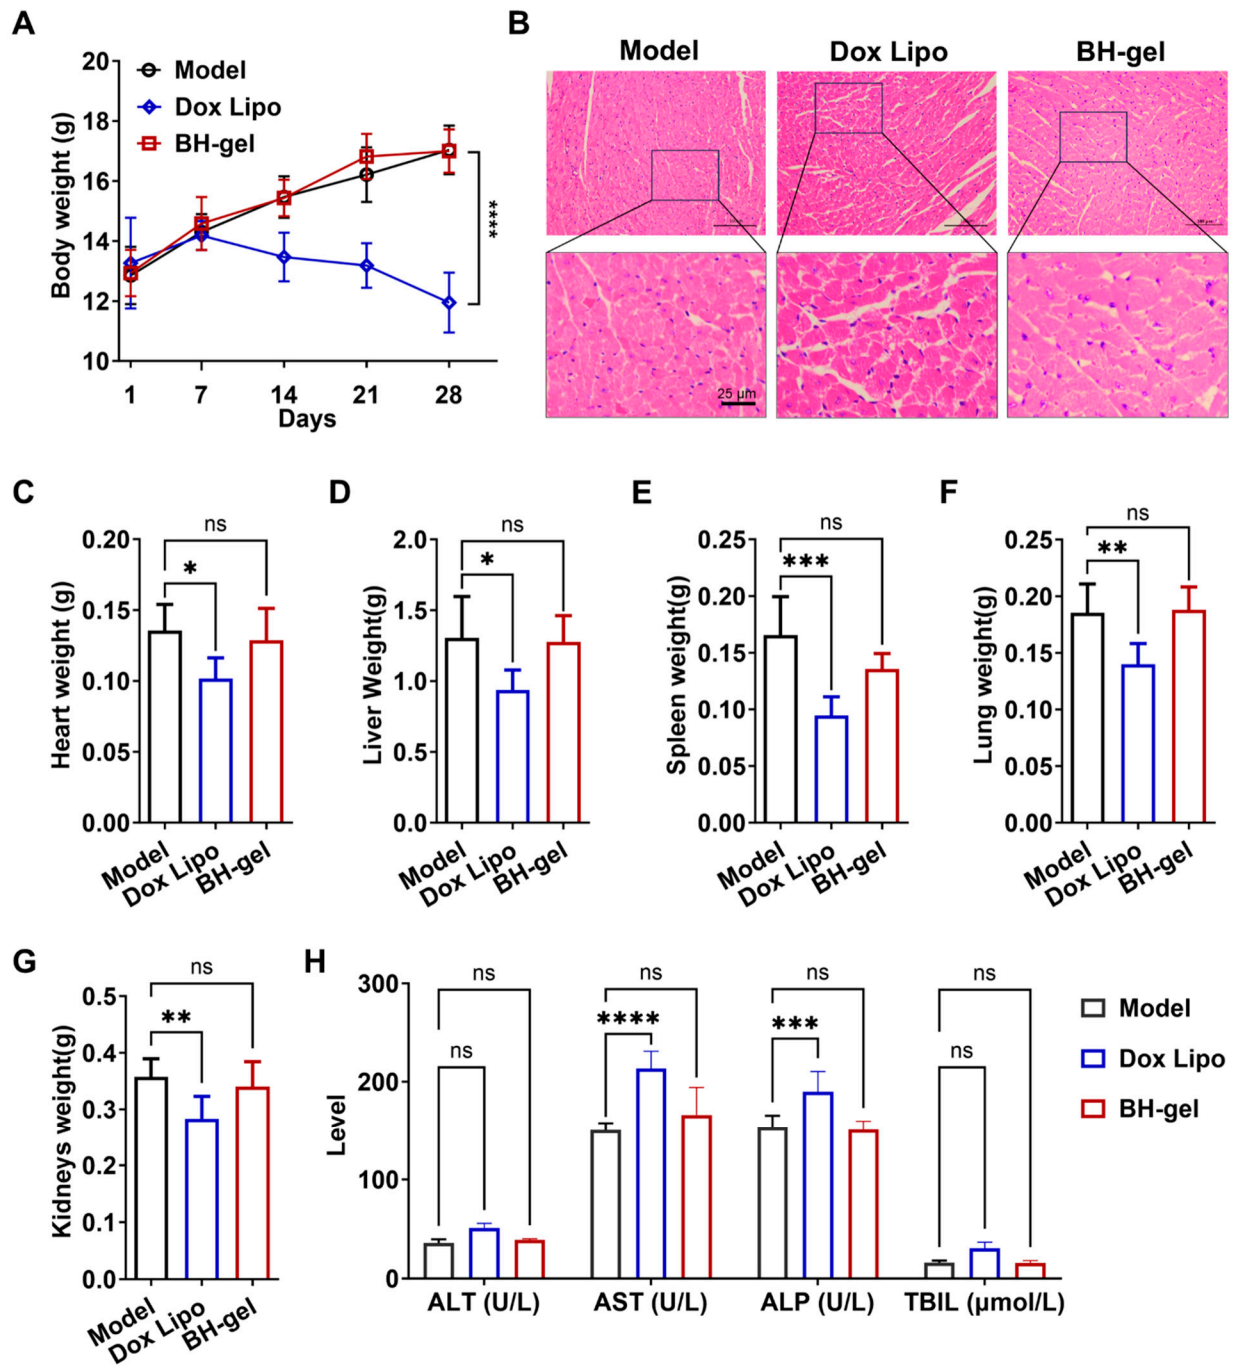 A
20
18
16
14
12
10
Body weight (g)
Model
Dox Lipo
BH-gel
****
1 7 14 21 28
Days
B
Model Dox Lipo BH-gel
25 μm
C
ns
*
0.20
0.15
0.10
0.05
0.00
Heart weight (g)
Model
Dox Lipo
BH-gel
D
ns
*
2.0
1.5
1.0
0.5
0.0
Liver Weight(g)
Model
Dox Lipo
BH-gel
E
ns
***
0.25
0.20
0.15
0.10
0.05
0.00
Spleen weight(g)
Model
Dox Lipo
BH-gel
F
ns
**
0.25
0.20
0.15
0.10
0.05
0.00
Lung weight(g)
Model
Dox Lipo
BH-gel
G
ns
**
0.5
0.4
0.3
0.2
0.1
0.0
Kidneys weight(g)
Model
Dox Lipo
BH-gel
H
300
200
100
0
Level
ns ns ns ns
ns **** *** ns
ALT (U/L) AST (U/L) ALP (U/L) TBIL (μmol/L)
Model
Dox Lipo
BH-gel